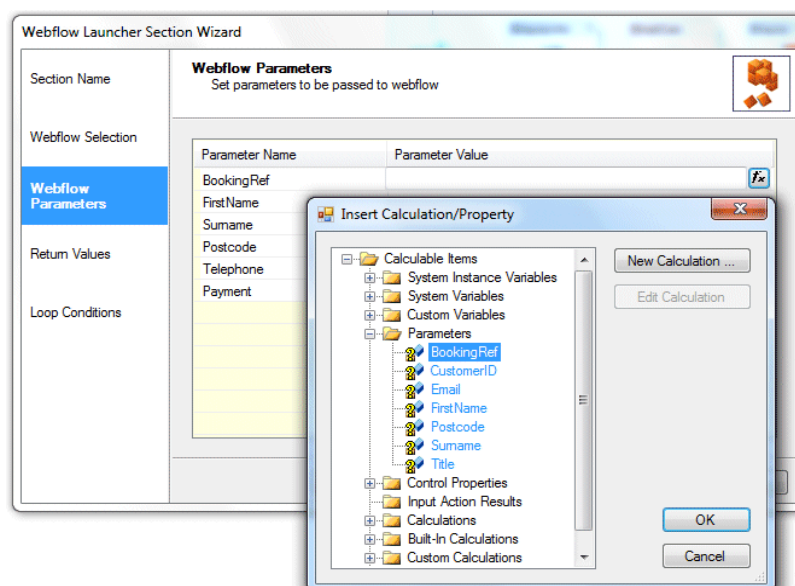 Webflow Launcher Section Wizard
Section Name
Webflow Selection
Webflow
Parameters
Return Values
Loop Conditions
Webflow Parameters
Set parameters to be passed to webflow
Parameter Name Parameter Value
BookingRef fx
FirstName
Surname
Postcode
Telephone
Payment
Insert Calculation/Property
Calculable Items
System Instance Variables
System Variables
Custom Variables
Parameters
BookingRef
CustomerID
Email
FirstName
Postcode
Surname
Title
Control Properties
Input Action Results
Calculations
Built-In Calculations
Custom Calculations
New Calculation ...
Edit Calculation
OK
Cancel